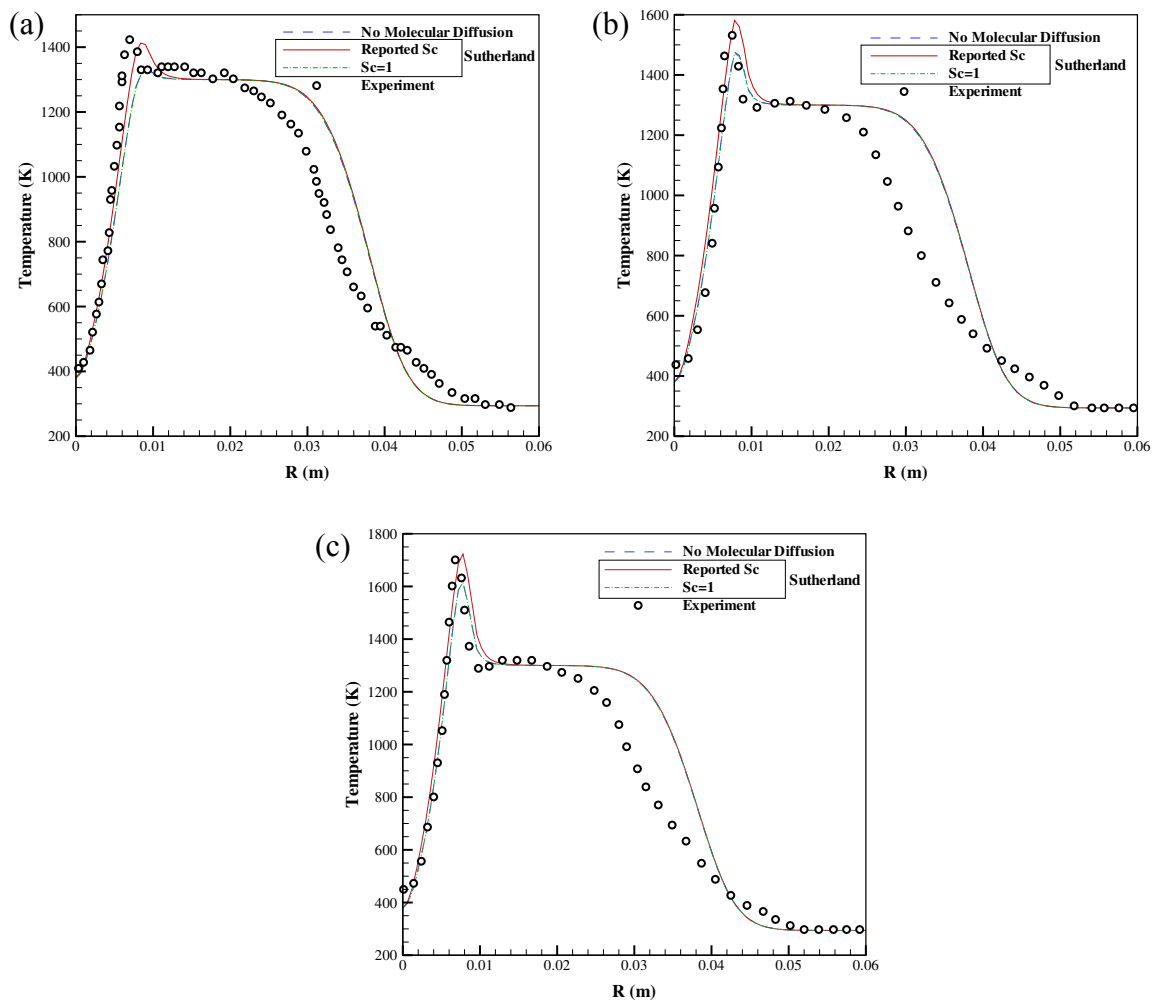 (a)
No Molecular Diffusion
Reported Sc
Sc=1
Sutherland
Experiment
Temperature (K)
1400
1200
1000
800
600
400
200
0 0.01 0.02 0.03 0.04 0.05 0.06
R (m)
(b)
No Molecular Diffusion
Reported Sc
Sc=1
Sutherland
Experiment
Temperature (K)
1600
1400
1200
1000
800
600
400
200
0 0.01 0.02 0.03 0.04 0.05 0.06
R (m)
(c)
No Molecular Diffusion
Reported Sc
Sc=1
Sutherland
Experiment
Temperature (K)
1800
1600
1400
1200
1000
800
600
400
200
0 0.01 0.02 0.03 0.04 0.05 0.06
R (m)